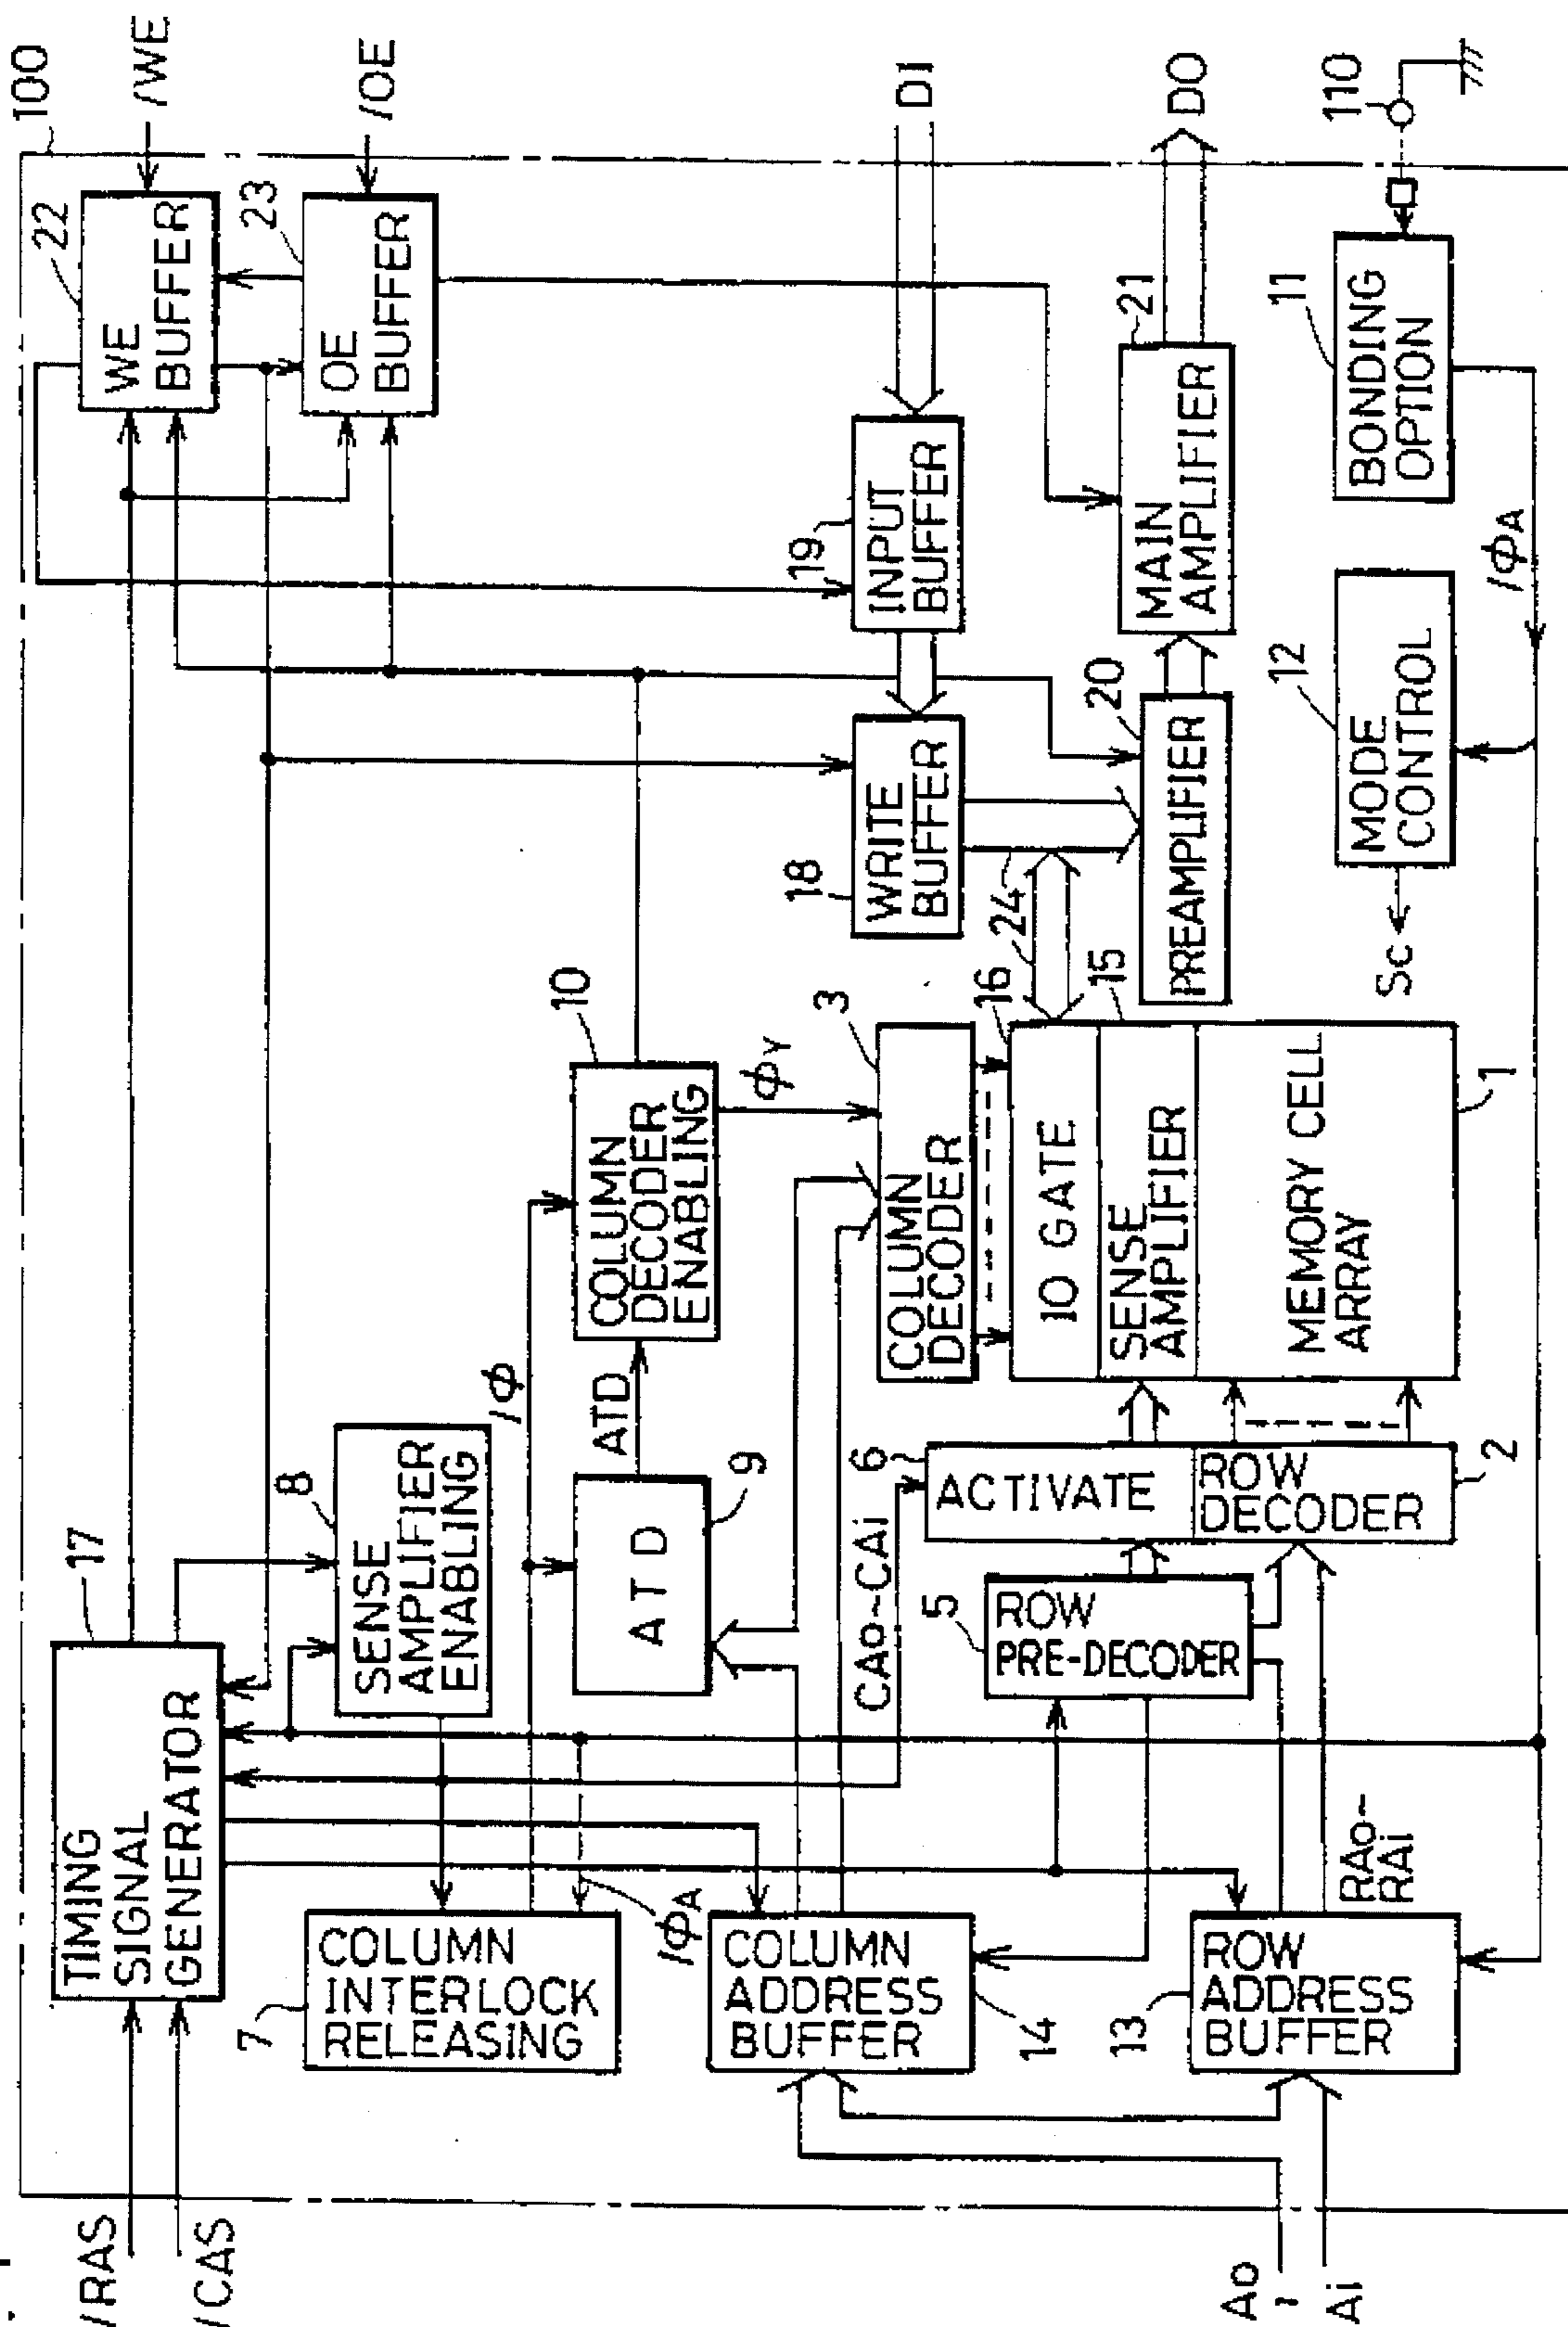 100
/RAS
/CAS
17
TIMING
SIGNAL
GENERATOR
22
WE
BUFFER
/WE
8
SENSE
AMPLIFIER
ENABLING
23
OE
BUFFER
/OE
7
COLUMN
INTERLOCK
RELEASING
/φ
ATD
9
A T D
10
COLUMN
DECODER
ENABLING
φY
/φA
COLUMN
ADDRESS
BUFFER
14
CAo~CAi
3
COLUMN
DECODER
18
WRITE
BUFFER
19
INPUT
BUFFER
DI
5
ROW
PRE-DECODER
6
ACTIVATE
ROW
DECODER
2
16
IO GATE
15
SENSE
AMPLIFIER
MEMORY CELL
ARRAY
1
24
20
PREAMPLIFIER
21
MAIN
AMPLIFIER
DO
Ao
~
Ai
13
ROW
ADDRESS
BUFFER
RAo~
RAi
Sc
12
MODE
CONTROL
/φA
11
BONDING
OPTION
110